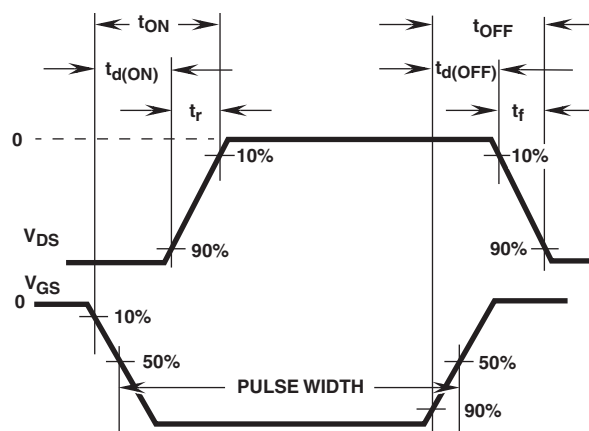 tON
tOFF
td(ON)
td(OFF)
tr
tf
0
10%
10%
VDS
90%
90%
VGS
0
10%
50%
50%
PULSE WIDTH
90%